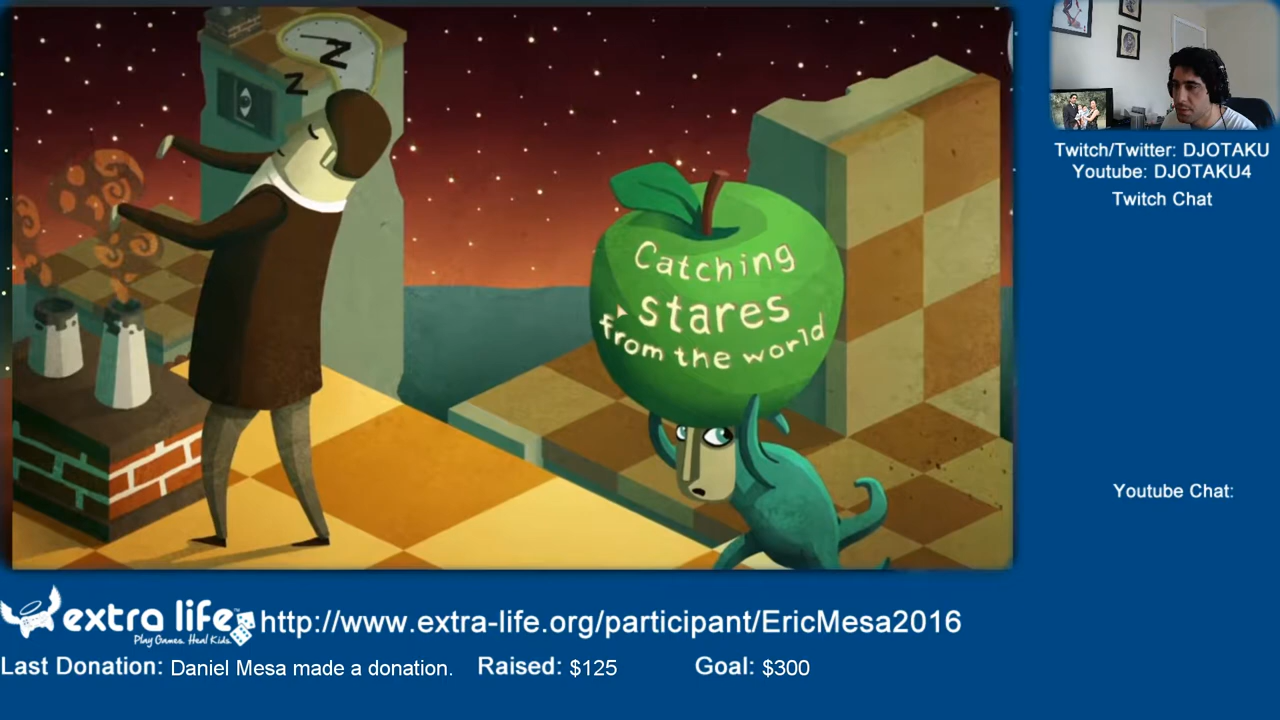 Z
Z
Catching
stares
from the world
Twitch/Twitter: DJOTAKU
Youtube: DJOTAKU4
Twitch Chat
Youtube Chat:
extra life
Play Games. Heal Kids.
http://www.extra-life.org/participant/EricMesa2016
Last Donation: Daniel Mesa made a donation. Raised: $125 Goal: $300